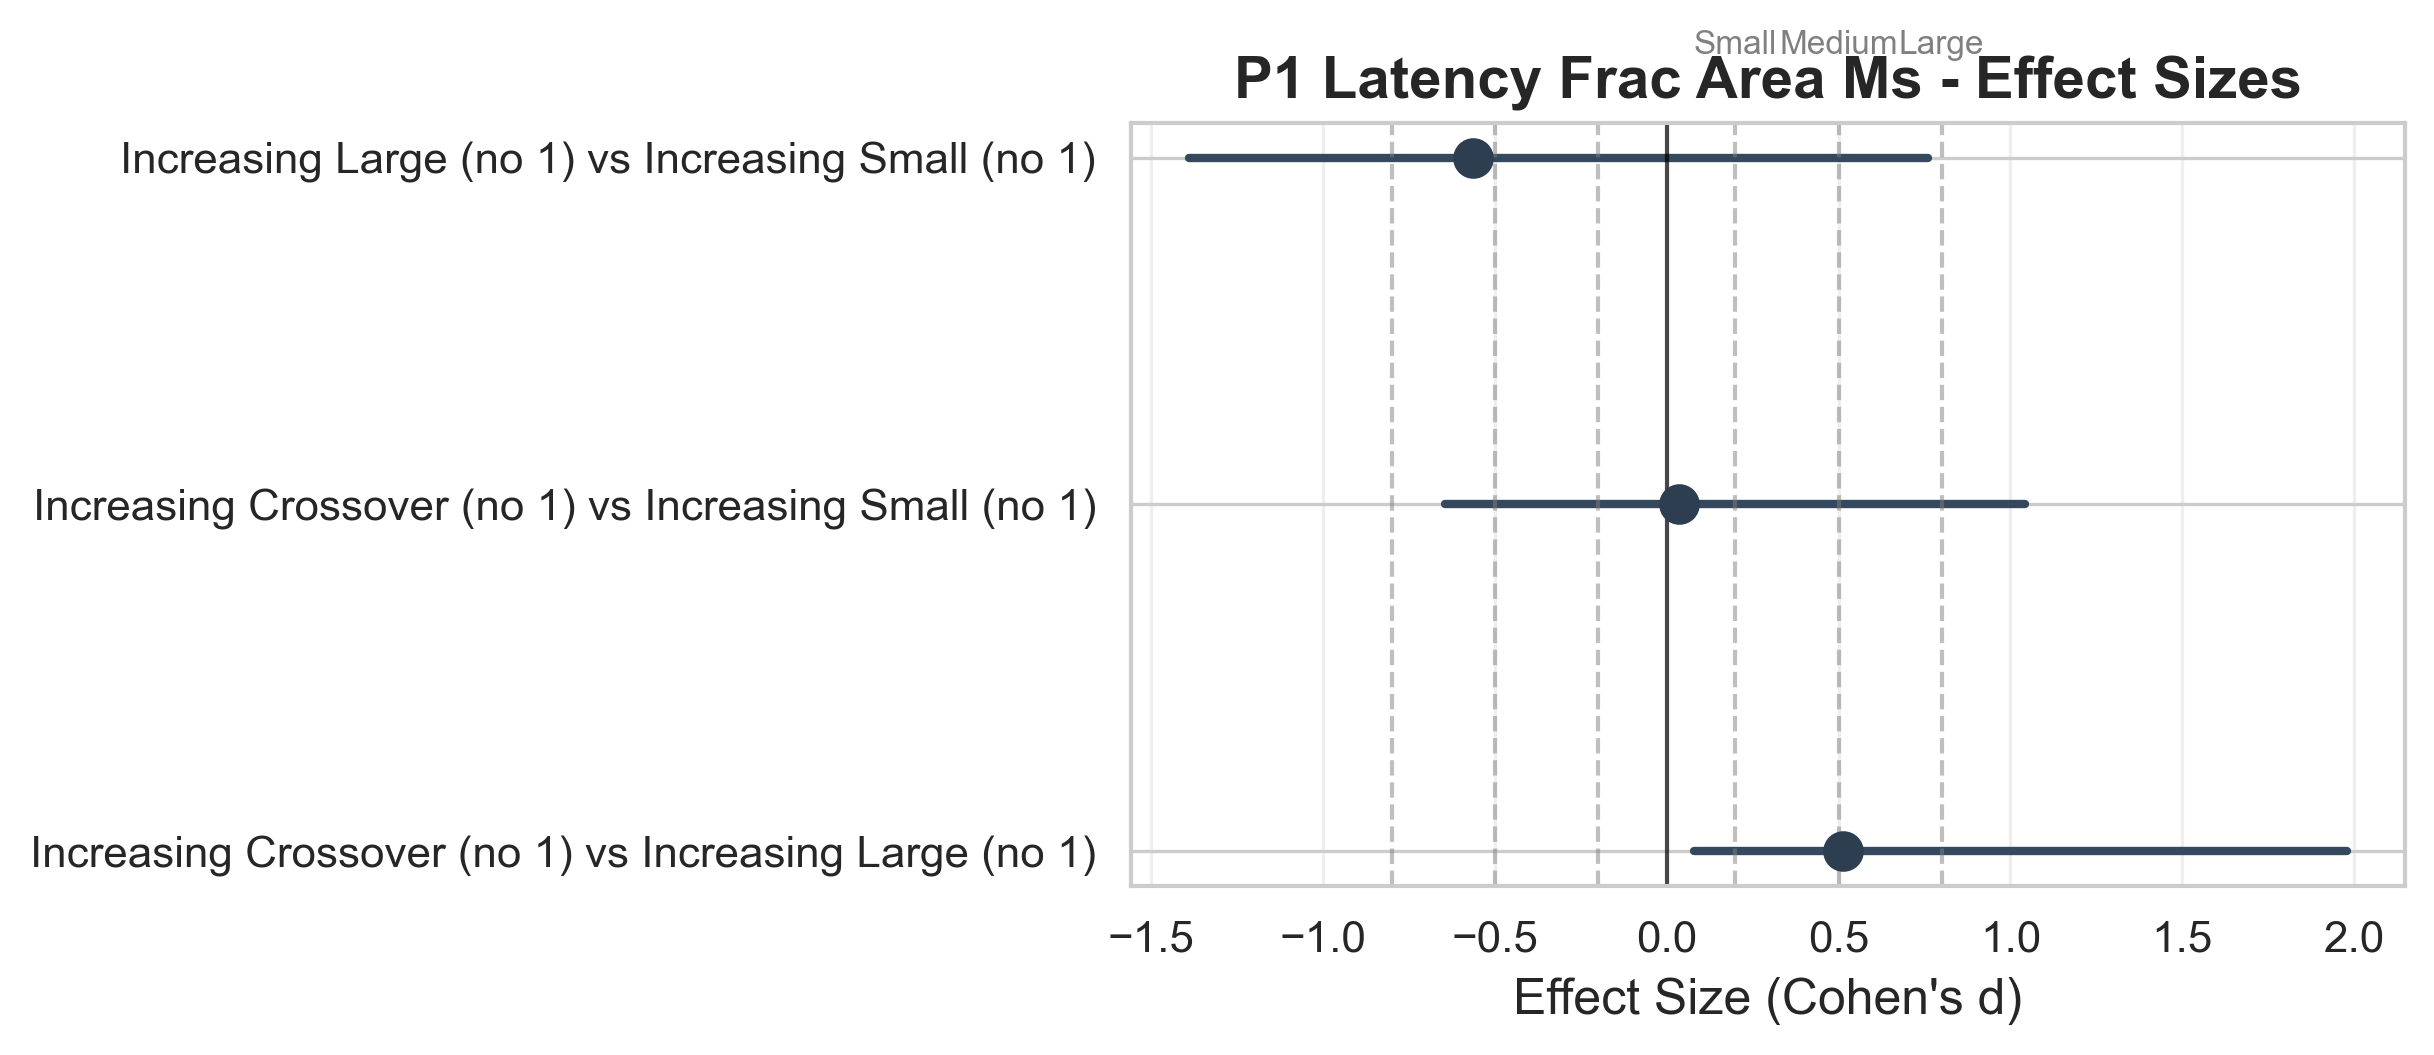 Small Medium Large
P1 Latency Frac Area Ms - Effect Sizes
Increasing Large (no 1) vs Increasing Small (no 1)
Increasing Crossover (no 1) vs Increasing Small (no 1)
Increasing Crossover (no 1) vs Increasing Large (no 1)
−1.5 −1.0 −0.5 0.0 0.5 1.0 1.5 2.0
Effect Size (Cohen's d)